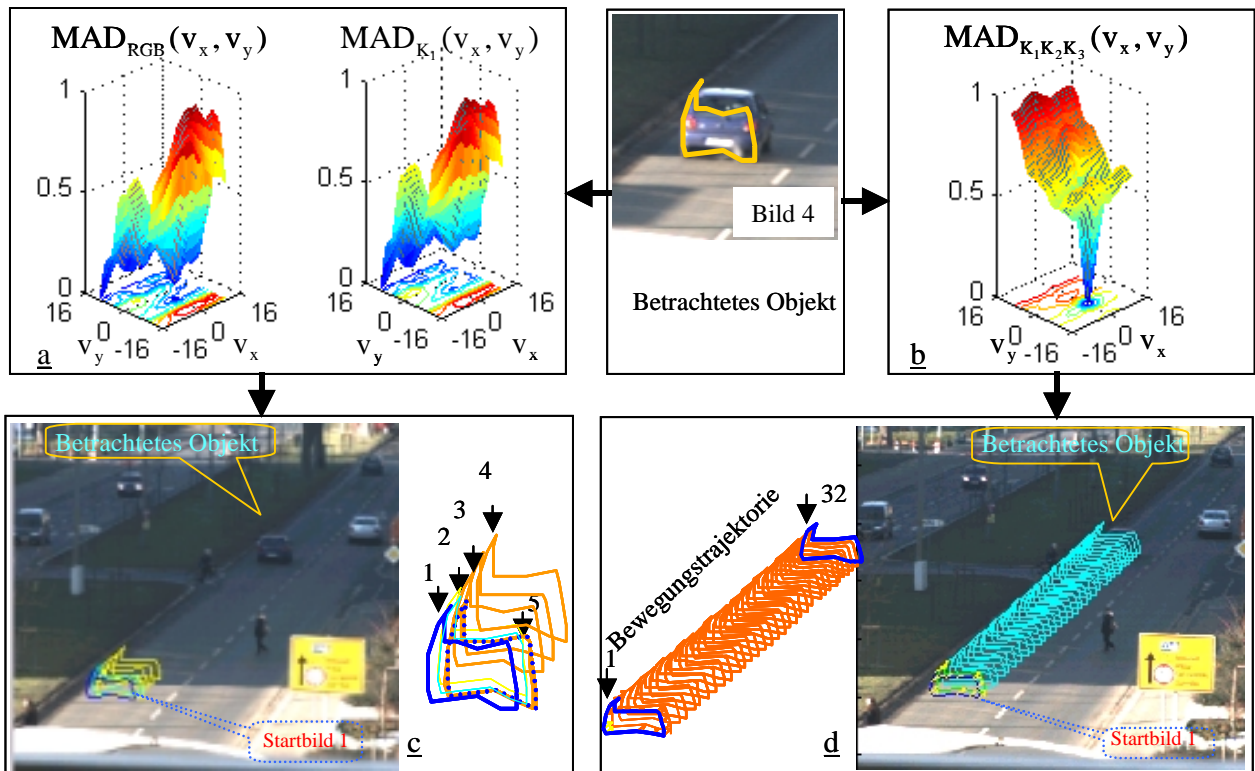 MAD_RGB(v_x, v_y)
MAD_K₁(v_x, v_y)
1
0.5
0
16
0
-16
v_y
-16
0
16
v_x
1
0.5
0
16
0
-16
v_y
-16
0
16
v_x
a
Bild 4
Betrachtetes Objekt
MAD_K₁K₂K₃(v_x, v_y)
1
0.5
0
16
0
-16
v_y
-16
0
16
v_x
b
Betrachtetes Objekt
Startbild 1
1
2
3
4
5
c
Bewegungstrajektorie
1
32
d
Betrachtetes Objekt
Startbild 1